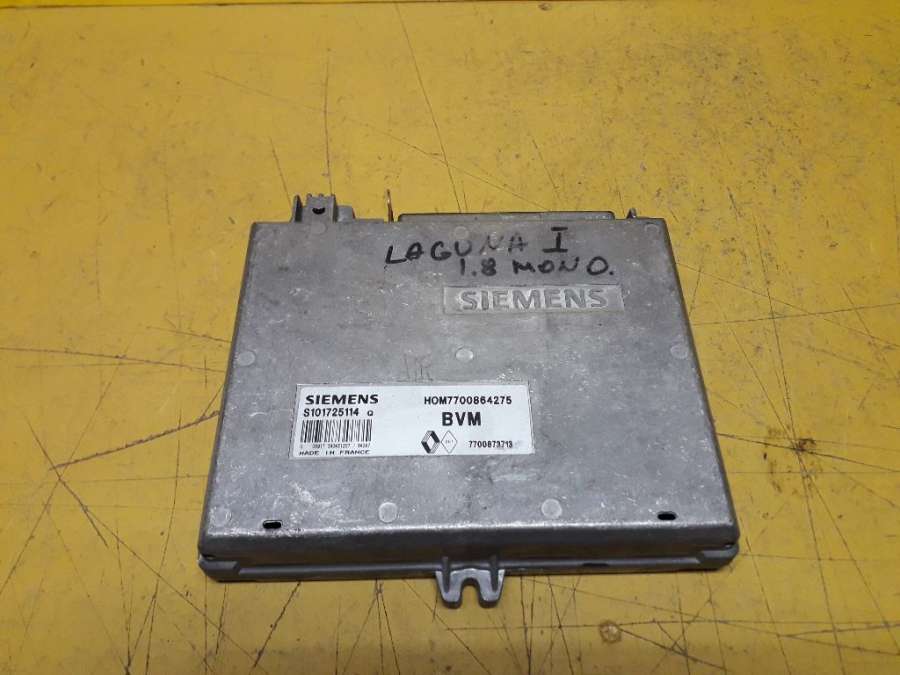 LAGUNA I
1.8 MONO.
SIEMENS
SIEMENS
S101725114 Q
HOM7700864275
BVM
7700873713
MADE IN FRANCE